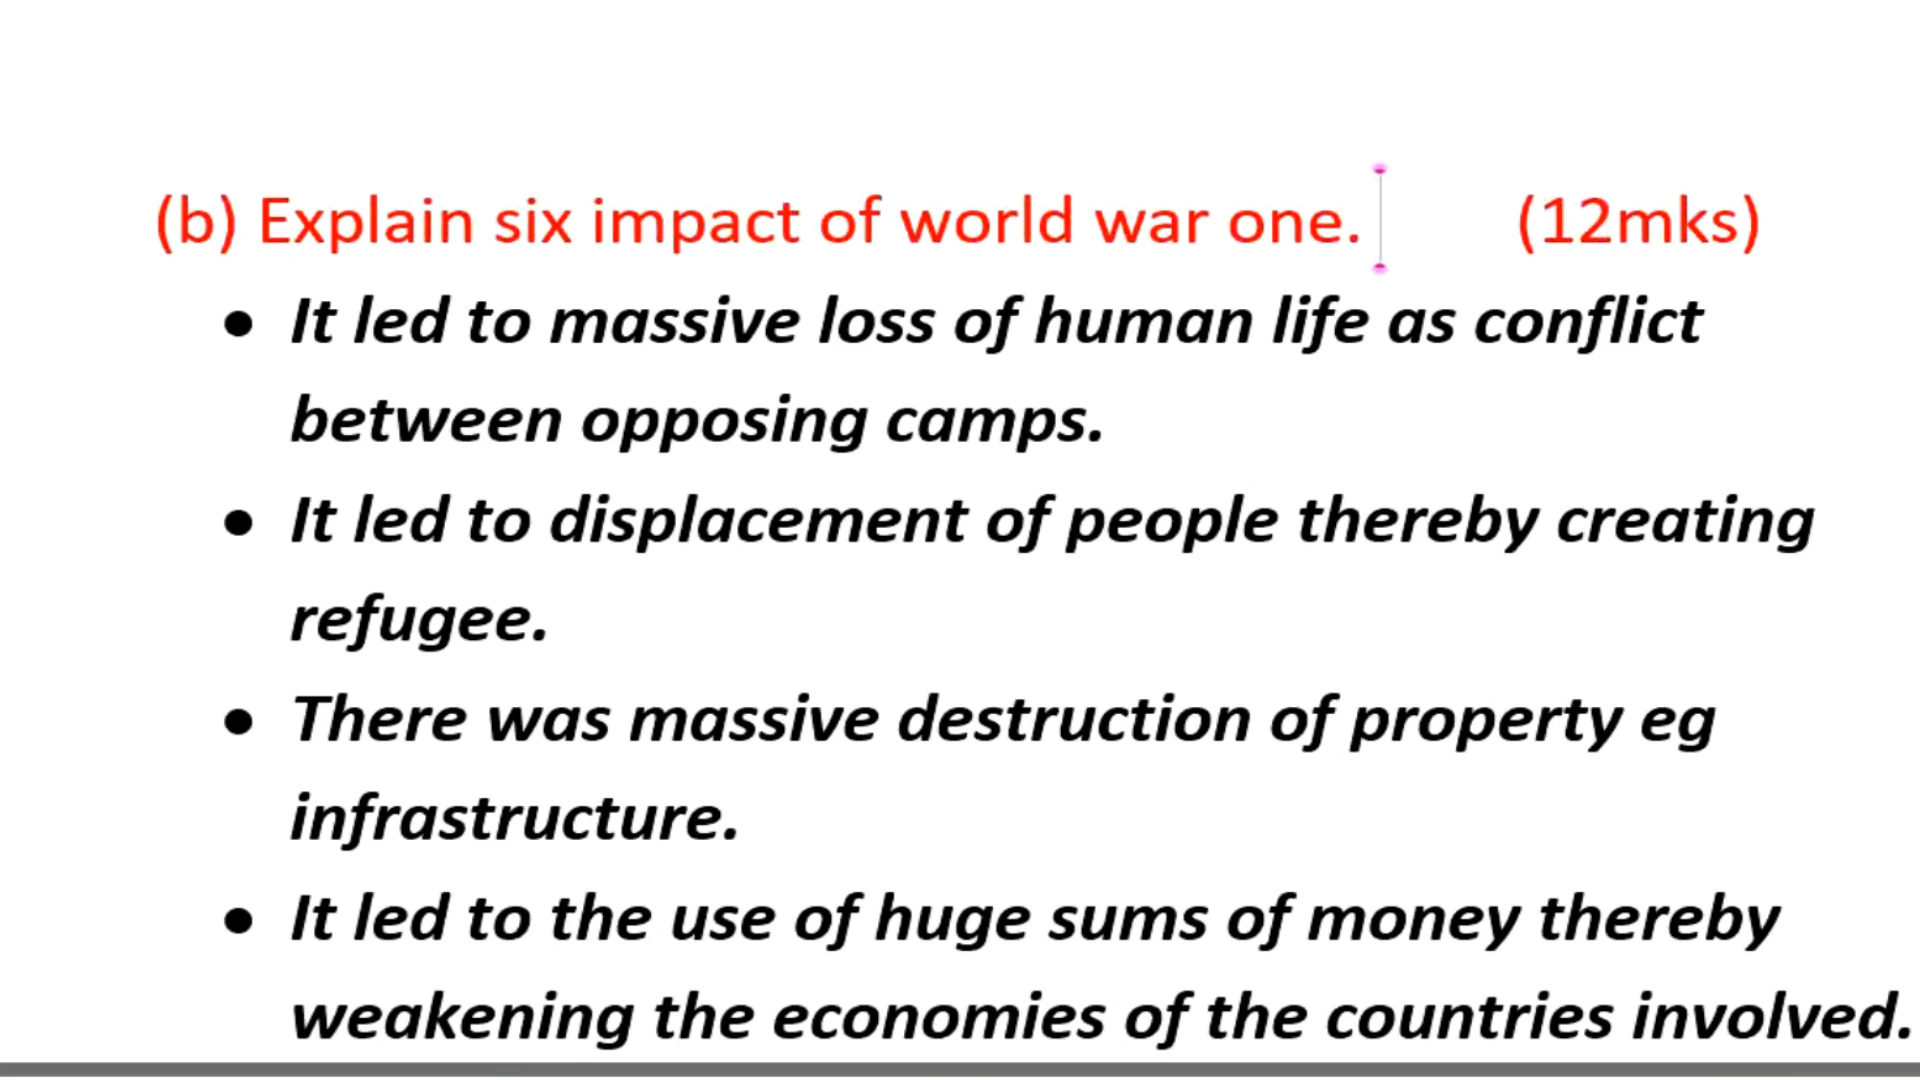 (b) Explain six impact of world war one. (12mks)
● It led to massive loss of human life as conflict
between opposing camps.
● It led to displacement of people thereby creating
refugee.
● There was massive destruction of property eg
infrastructure.
● It led to the use of huge sums of money thereby
weakening the economies of the countries involved.